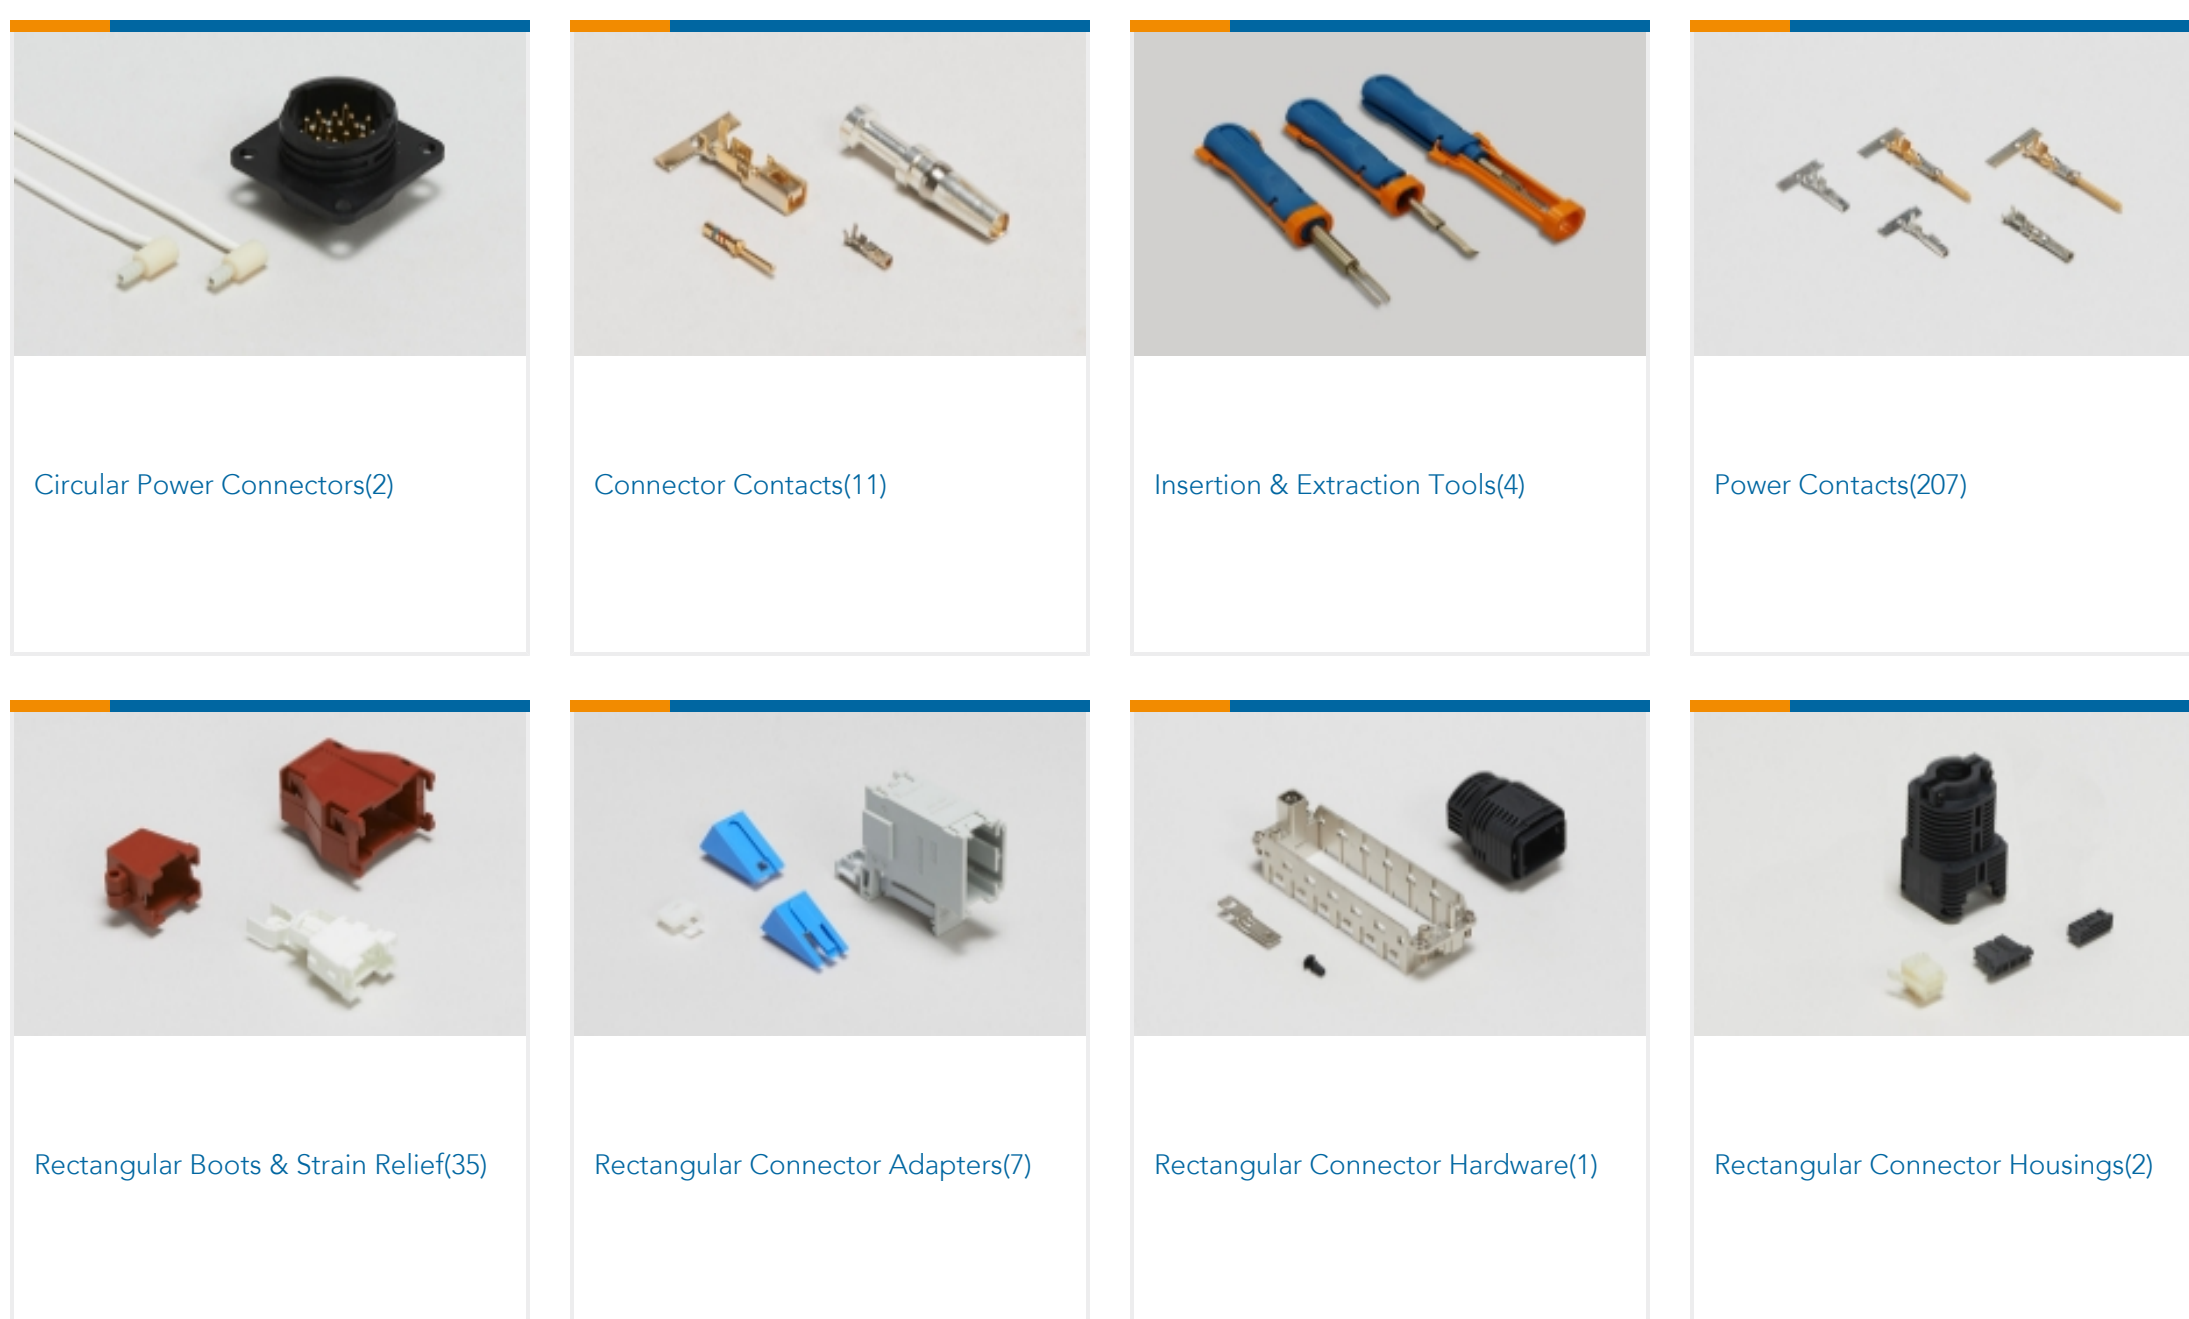 Circular Power Connectors(2)
Connector Contacts(11)
Insertion & Extraction Tools(4)
Power Contacts(207)
Rectangular Boots & Strain Relief(35)
Rectangular Connector Adapters(7)
Rectangular Connector Hardware(1)
Rectangular Connector Housings(2)